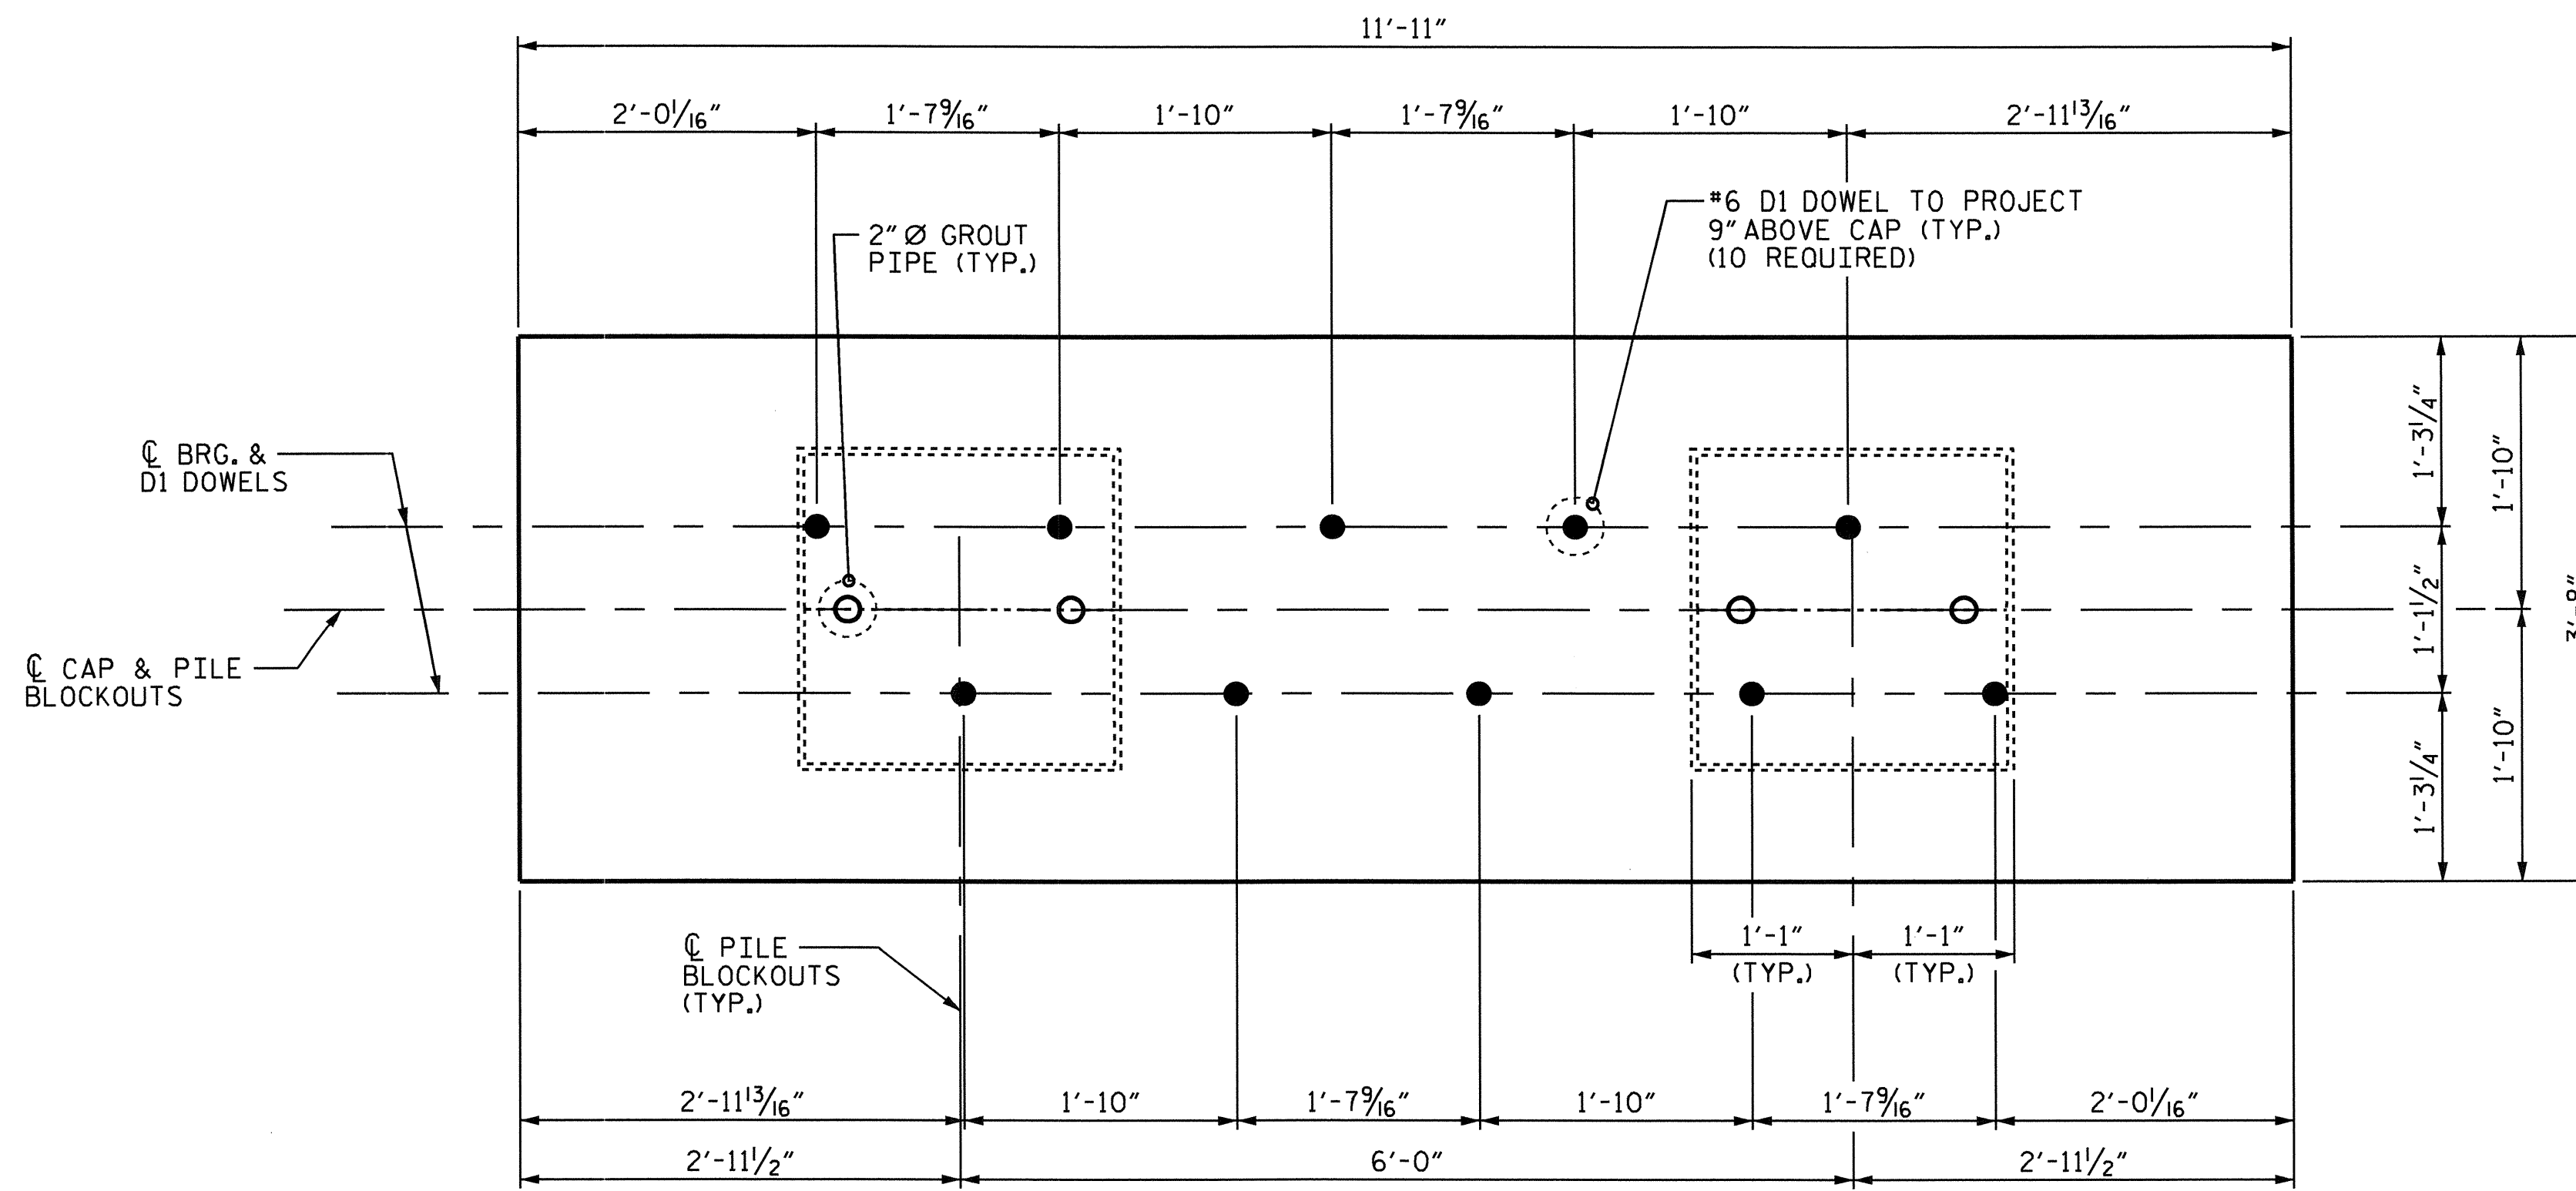 11'-11"
2'-0 1/16"
1'-7 9/16"
1'-10"
1'-7 9/16"
1'-10"
2'-11 13/16"
2" Ø GROUT
PIPE (TYP.)
#6 D1 DOWEL TO PROJECT
9" ABOVE CAP (TYP.)
(10 REQUIRED)
℄ BRG. &
D1 DOWELS
℄ CAP & PILE
BLOCKOUTS
1'-3 1/4"
1'-1 1/2"
1'-3 1/4"
1'-10"
1'-10"
3'-8"
℄ PILE
BLOCKOUTS
(TYP.)
1'-1"
(TYP.)
1'-1"
(TYP.)
2'-11 13/16"
1'-10"
1'-7 9/16"
1'-10"
1'-7 9/16"
2'-0 1/16"
2'-11 1/2"
6'-0"
2'-11 1/2"